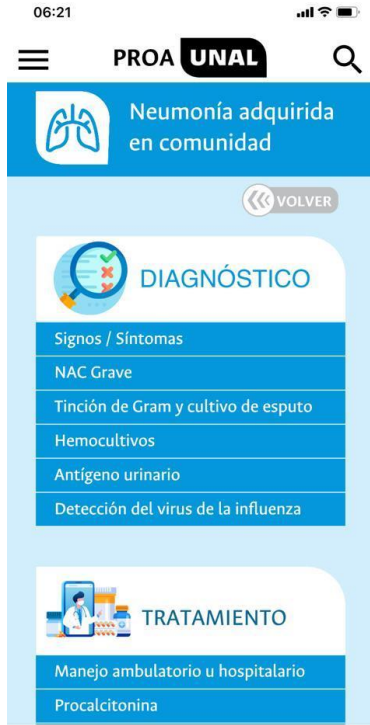 06:21
PROA UNAL
Neumonía adquirida
en comunidad
VOLVER
DIAGNÓSTICO
Signos / Síntomas
NAC Grave
Tinción de Gram y cultivo de esputo
Hemocultivos
Antígeno urinario
Detección del virus de la influenza
TRATAMIENTO
Manejo ambulatorio u hospitalario
Procalcitonina